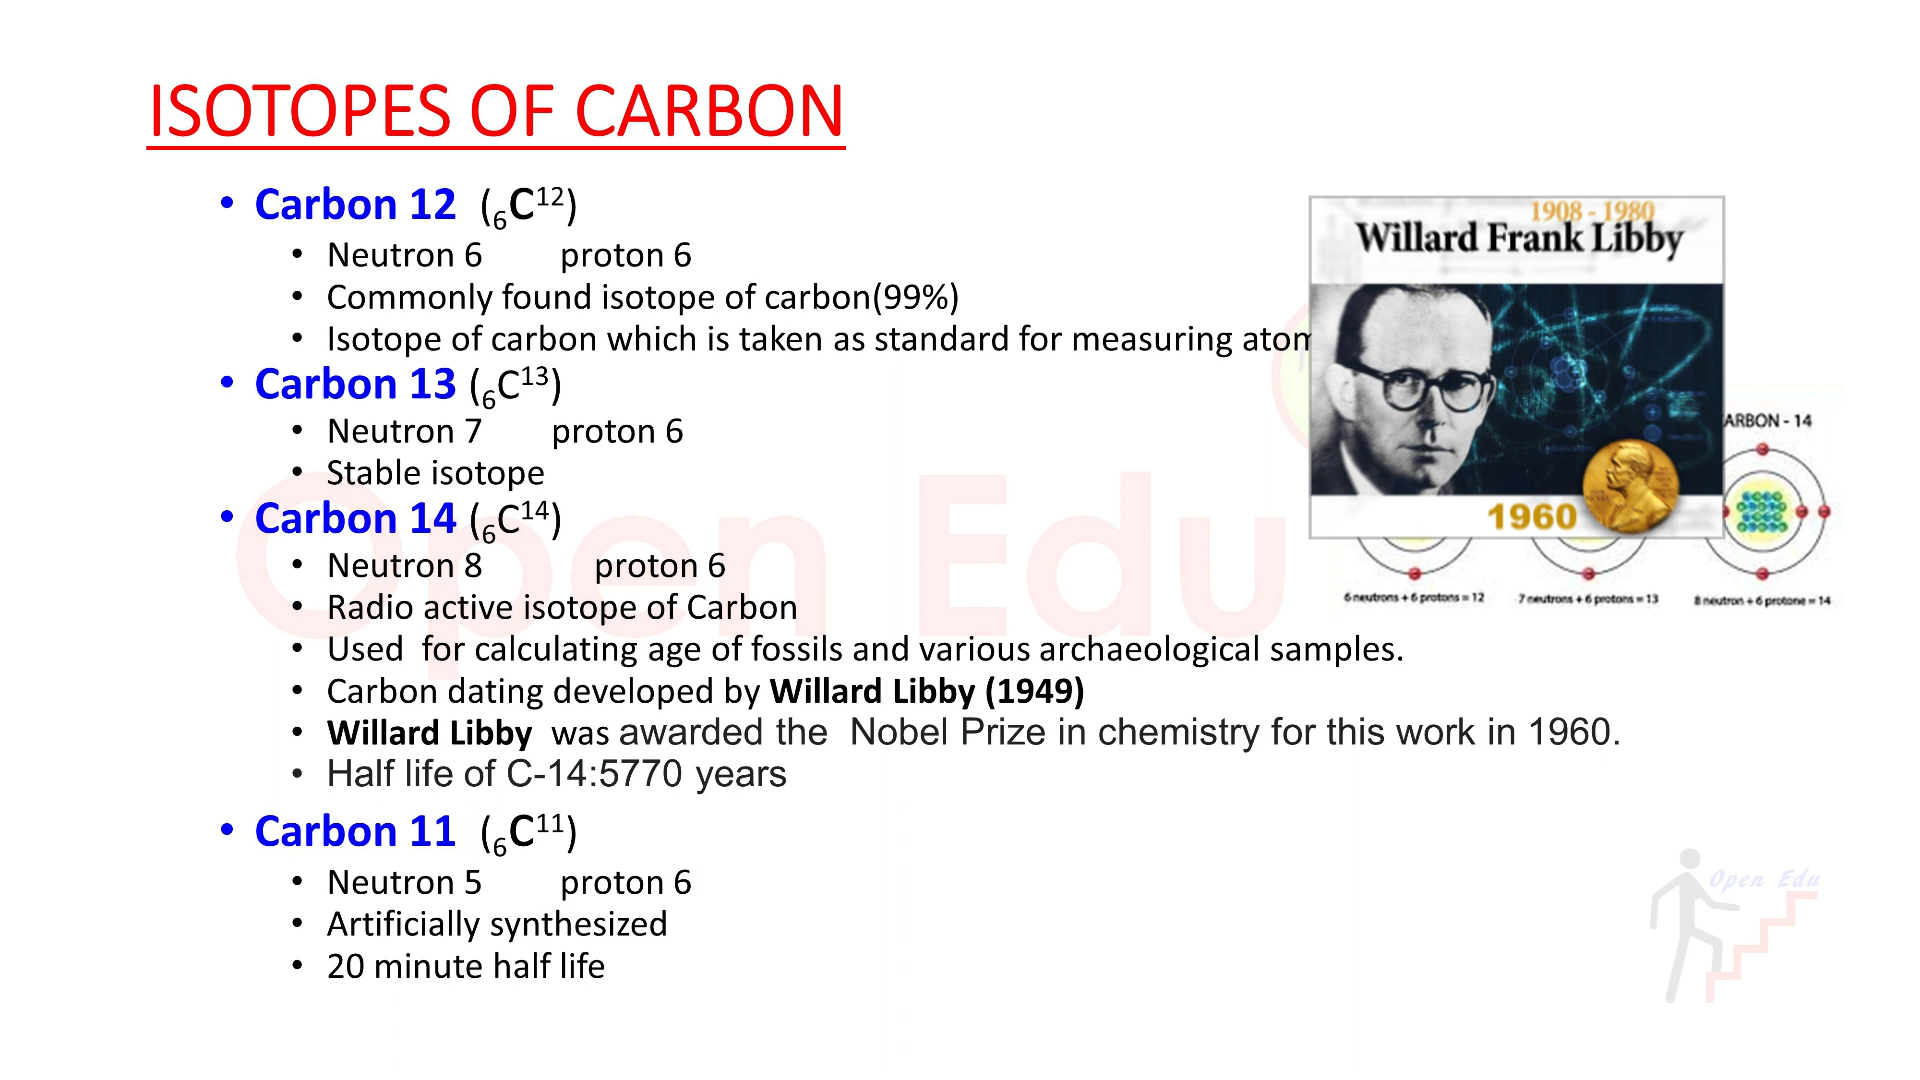 ISOTOPES OF CARBON
• Carbon 12 (₆C¹²)
• Neutron 6 proton 6
• Commonly found isotope of carbon(99%)
• Isotope of carbon which is taken as standard for measuring atom
• Carbon 13 (₆C¹³)
• Neutron 7 proton 6
• Stable isotope
• Carbon 14 (₆C¹⁴)
• Neutron 8 proton 6
• Radio active isotope of Carbon
• Used for calculating age of fossils and various archaeological samples.
• Carbon dating developed by Willard Libby (1949)
• Willard Libby was awarded the Nobel Prize in chemistry for this work in 1960.
• Half life of C-14:5770 years
• Carbon 11 (₆C¹¹)
• Neutron 5 proton 6
• Artificially synthesized
• 20 minute half life
1908 - 1980
Willard Frank Libby
1960
ARBON - 14
6 neutrons + 6 protons = 12
7 neutrons + 6 protons = 13
8 neutron + 6 protone = 14
Open Edu
Open Edu